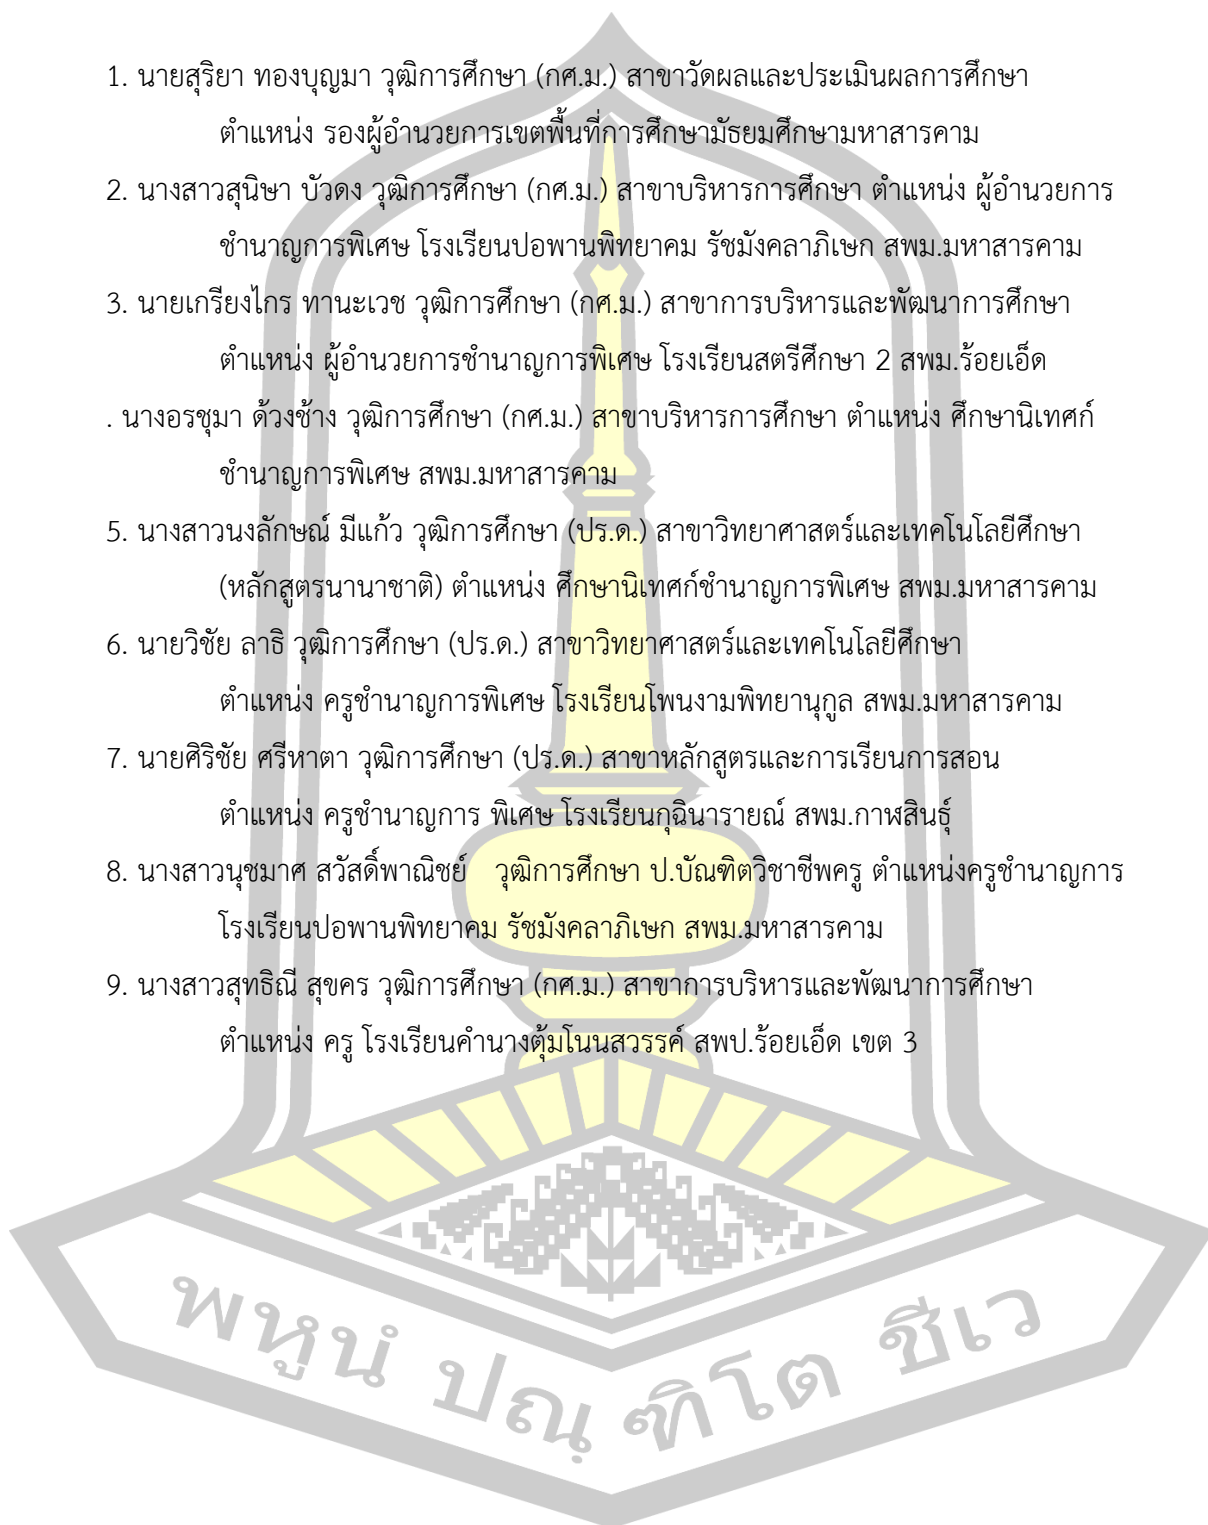 1. นายสุริยา ทองบุญมา วุฒิการศึกษา (กศ.ม.) สาขาวัดผลและประเมินผลการศึกษา
ตำแหน่ง รองผู้อำนวยการเขตพื้นที่การศึกษามัธยมศึกษามหาสารคาม
2. นางสาวสุนิษา บัวดง วุฒิการศึกษา (กศ.ม.) สาขาบริหารการศึกษา ตำแหน่ง ผู้อำนวยการ
ชำนาญการพิเศษ โรงเรียนปอพานพิทยาคม รัชมังคลาภิเษก สพม.มหาสารคาม
3. นายเกรียงไกร ทานะเวช วุฒิการศึกษา (กศ.ม.) สาขาการบริหารและพัฒนาการศึกษา
ตำแหน่ง ผู้อำนวยการชำนาญการพิเศษ โรงเรียนสตรีศึกษา 2 สพม.ร้อยเอ็ด
. นางอรชุมา ด้วงช้าง วุฒิการศึกษา (กศ.ม.) สาขาบริหารการศึกษา ตำแหน่ง ศึกษานิเทศก์
ชำนาญการพิเศษ สพม.มหาสารคาม
5. นางสาวนงลักษณ์ มีแก้ว วุฒิการศึกษา (ปร.ด.) สาขาวิทยาศาสตร์และเทคโนโลยีศึกษา
(หลักสูตรนานาชาติ) ตำแหน่ง ศึกษานิเทศก์ชำนาญการพิเศษ สพม.มหาสารคาม
6. นายวิชัย ลาธิ วุฒิการศึกษา (ปร.ด.) สาขาวิทยาศาสตร์และเทคโนโลยีศึกษา
ตำแหน่ง ครูชำนาญการพิเศษ โรงเรียนโพนงามพิทยานุกูล สพม.มหาสารคาม
7. นายศิริชัย ศรีหาตา วุฒิการศึกษา (ปร.ด.) สาขาหลักสูตรและการเรียนการสอน
ตำแหน่ง ครูชำนาญการ พิเศษ โรงเรียนกุฉินารายณ์ สพม.กาฬสินธุ์
8. นางสาวนุชมาศ สวัสดิ์พาณิชย์ วุฒิการศึกษา ป.บัณฑิตวิชาชีพครู ตำแหน่งครูชำนาญการ
โรงเรียนปอพานพิทยาคม รัชมังคลาภิเษก สพม.มหาสารคาม
9. นางสาวสุทธิณี สุขคร วุฒิการศึกษา (กศ.ม.) สาขาการบริหารและพัฒนาการศึกษา
ตำแหน่ง ครู โรงเรียนคำนางตุ้มโนนสวรรค์ สพป.ร้อยเอ็ด เขต 3
พหูนํ ปณฺฑิโต ชีเว